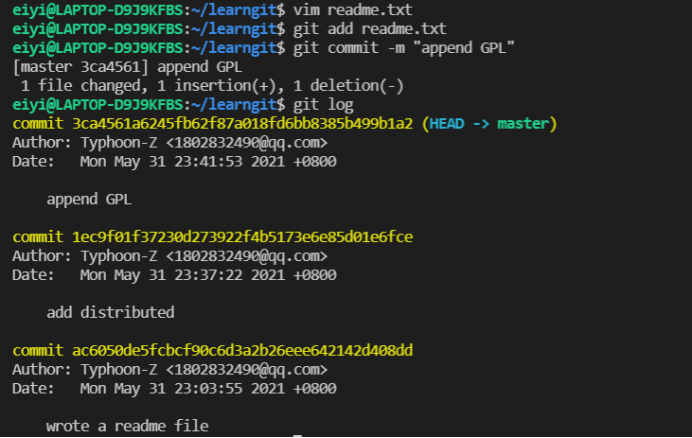 eiyi@LAPTOP-D9J9KFBS:~/learngit$ vim readme.txt
eiyi@LAPTOP-D9J9KFBS:~/learngit$ git add readme.txt
eiyi@LAPTOP-D9J9KFBS:~/learngit$ git commit -m "append GPL"
[master 3ca4561] append GPL
 1 file changed, 1 insertion(+), 1 deletion(-)
eiyi@LAPTOP-D9J9KFBS:~/learngit$ git log
commit 3ca4561a6245fb62f87a018fd6bb8385b499b1a2 (HEAD -> master)
Author: Typhoon-Z <1802832490@qq.com>
Date:   Mon May 31 23:41:53 2021 +0800

    append GPL

commit 1ec9f01f37230d273922f4b5173e6e85d01e6fce
Author: Typhoon-Z <1802832490@qq.com>
Date:   Mon May 31 23:37:22 2021 +0800

    add distributed

commit ac6050de5fcbcf90c6d3a2b26eee642142d408dd
Author: Typhoon-Z <1802832490@qq.com>
Date:   Mon May 31 23:03:55 2021 +0800

    wrote a readme file